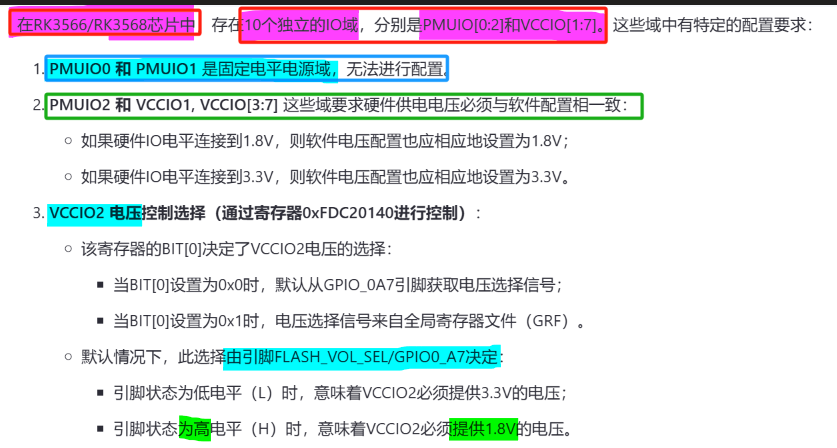 在RK3566/RK3568芯片中，存在10个独立的IO域，分别是PMUIO[0:2]和VCCIO[1:7]。这些域中有特定的配置要求：
1. PMUIO0 和 PMUIO1 是固定电平电源域，无法进行配置。
2. PMUIO2 和 VCCIO1, VCCIO[3:7] 这些域要求硬件供电电压必须与软件配置相一致：
○ 如果硬件IO电平连接到1.8V，则软件电压配置也应相应地设置为1.8V；
○ 如果硬件IO电平连接到3.3V，则软件电压配置也应相应地设置为3.3V。
3. VCCIO2 电压控制选择（通过寄存器0xFDC20140进行控制）：
○ 该寄存器的BIT[0]决定了VCCIO2电压的选择：
■ 当BIT[0]设置为0x0时，默认从GPIO_0A7引脚获取电压选择信号；
■ 当BIT[0]设置为0x1时，电压选择信号来自全局寄存器文件（GRF）。
○ 默认情况下，此选择由引脚FLASH_VOL_SEL/GPIO0_A7决定：
■ 引脚状态为低电平（L）时，意味着VCCIO2必须提供3.3V的电压；
■ 引脚状态为高电平（H）时，意味着VCCIO2必须提供1.8V的电压。